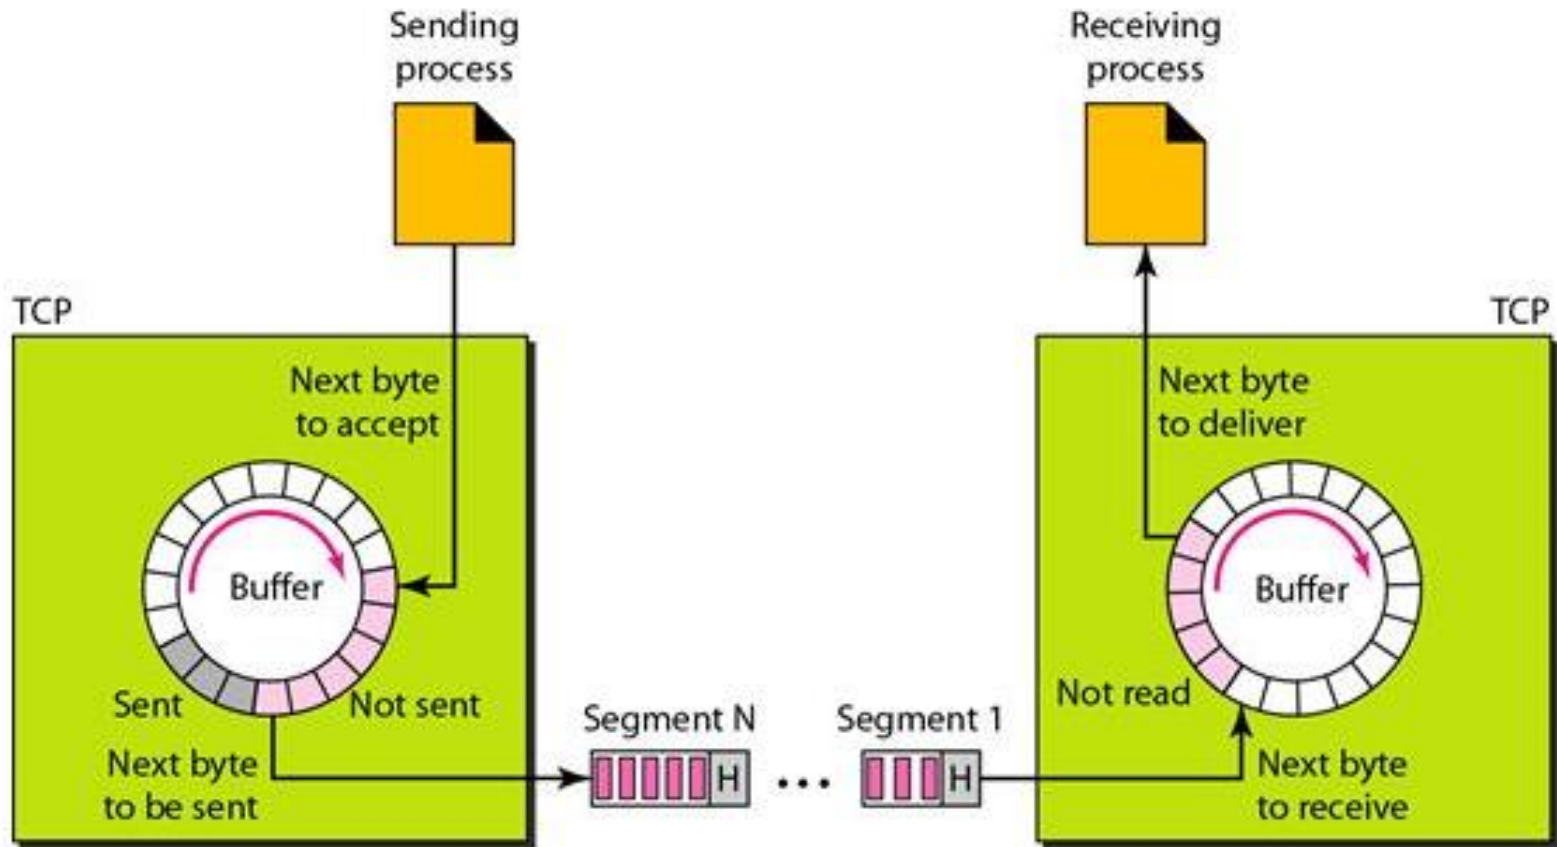 Sending
process
Receiving
process
TCP
TCP
Next byte
to accept
Next byte
to deliver
Buffer
Buffer
Sent
Not sent
Not read
Segment N
Segment 1
Next byte
to be sent
H
...
H
Next byte
to receive